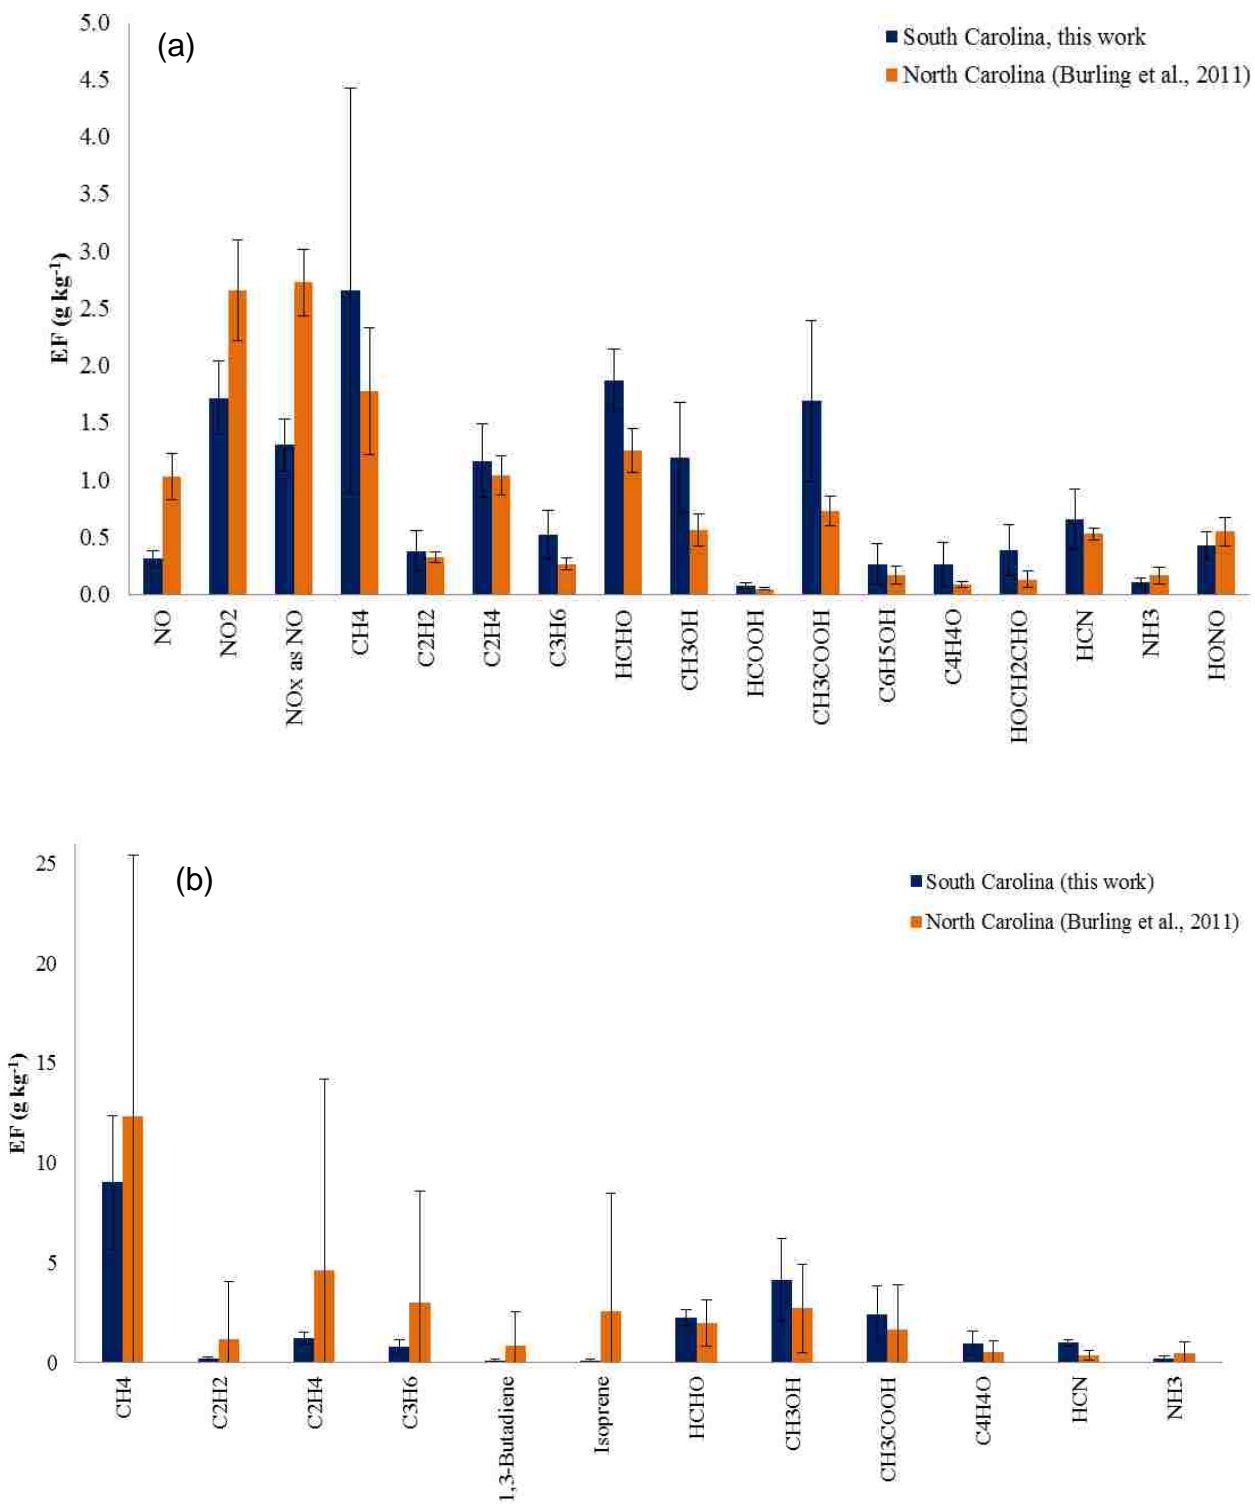 (a)
South Carolina, this work
North Carolina (Burling et al., 2011)
EF (g kg⁻¹)
5.0
4.5
4.0
3.5
3.0
2.5
2.0
1.5
1.0
0.5
0.0
NO
NO2
NOx as NO
CH4
C2H2
C2H4
C3H6
HCHO
CH3OH
HCOOH
CH3COOH
C6H5OH
C4H4O
HOCH2CHO
HCN
NH3
HONO
(b)
South Carolina (this work)
North Carolina (Burling et al., 2011)
EF (g kg⁻¹)
25
20
15
10
5
0
CH4
C2H2
C2H4
C3H6
1,3-Butadiene
Isoprene
HCHO
CH3OH
CH3COOH
C4H4O
HCN
NH3